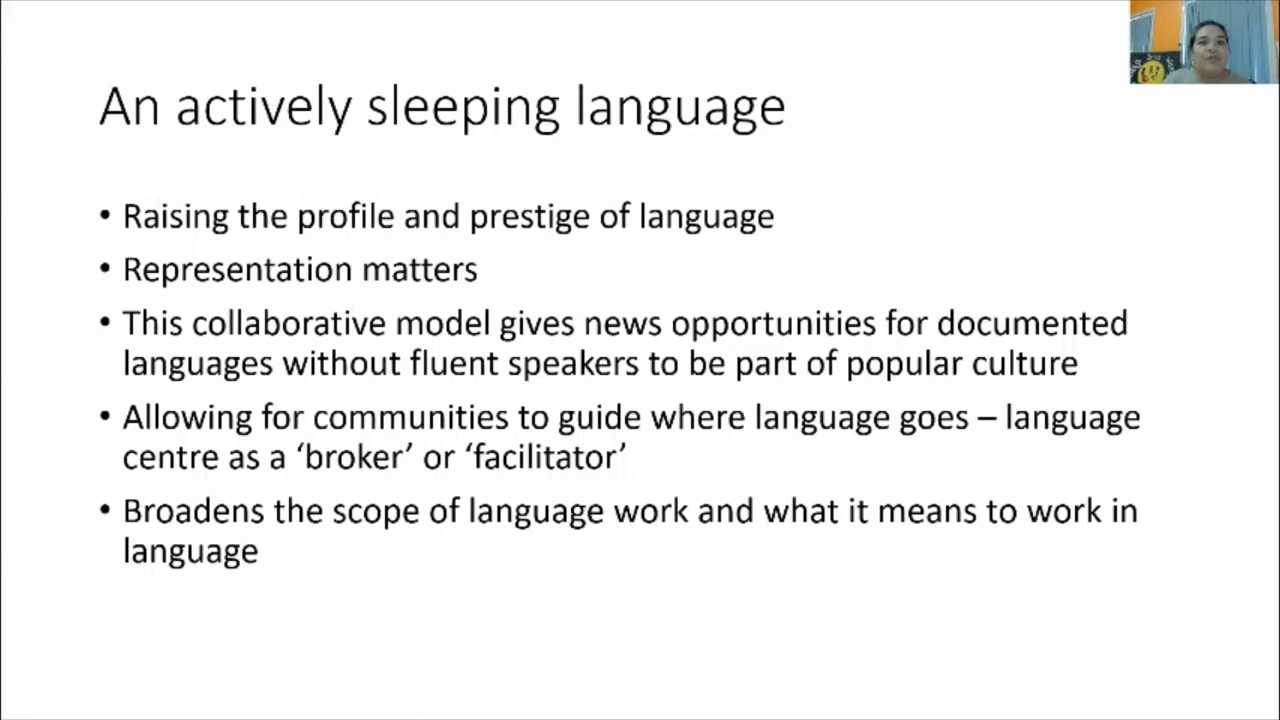 An actively sleeping language
• Raising the profile and prestige of language
• Representation matters
• This collaborative model gives news opportunities for documented
languages without fluent speakers to be part of popular culture
• Allowing for communities to guide where language goes – language
centre as a ‘broker’ or ‘facilitator’
• Broadens the scope of language work and what it means to work in
language